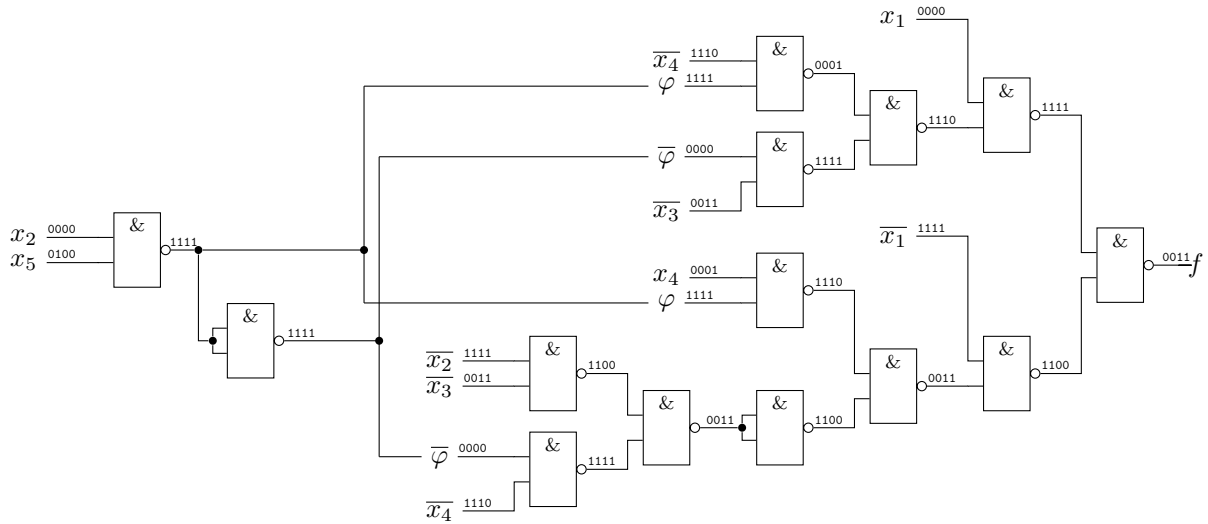 x₁ 0000
& & &
x̅₄ 1110 0001 1111
φ 1111 1110
&
φ̅ 0000 1111
x̅₃ 0011
&
x₂ 0000 1111
x₅ 0100
x̅₁ 1111
&
0011 f
x₄ 0001 & 1110
φ 1111
& 1111
x̅₂ 1111 & 1100
x̅₃ 0011
& 0011 & 1100
& 0011
& 1100
φ̅ 0000 & 1111
x̅₄ 1110